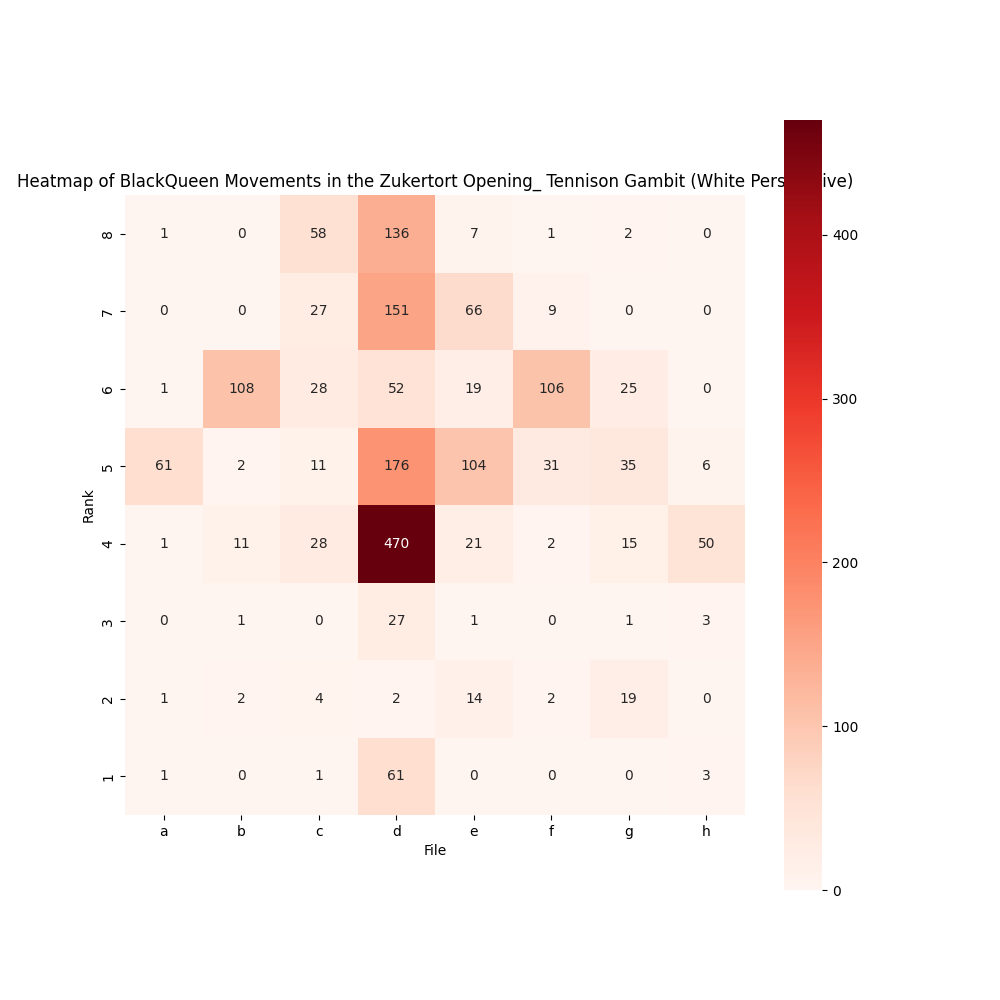 Heatmap of BlackQueen Movements in the Zukertort Opening_ Tennison Gambit (White Pers ive)
8 1 0 58 136 7 1 2 0
7 0 0 27 151 66 9 0 0
6 1 108 28 52 19 106 25 0
5 61 2 11 176 104 31 35 6
4 1 11 28 470 21 2 15 50
3 0 1 0 27 1 0 1 3
2 1 2 4 2 14 2 19 0
1 1 0 1 61 0 0 0 3
a b c d e f g h
File
Rank
400
300
200
100
0